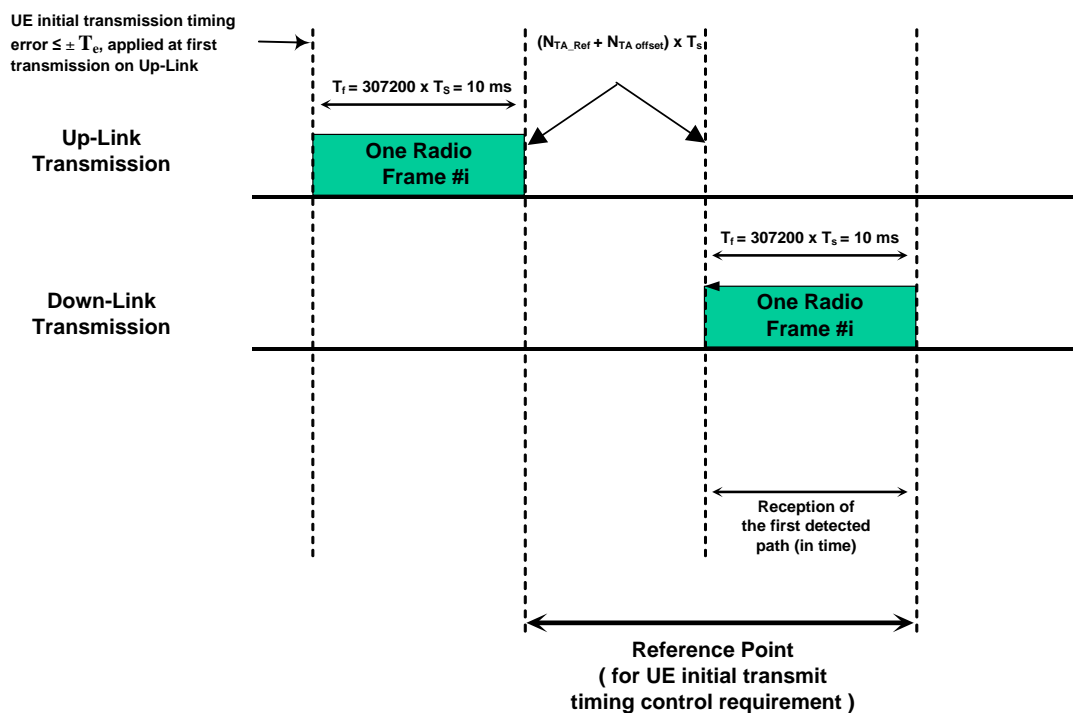 UE initial transmission timing
error ≤ ± Te, applied at first
transmission on Up-Link
(NTA_Ref + NTA offset) x Ts
Tf = 307200 x TS = 10 ms
Up-Link
Transmission
One Radio
Frame #i
Tf = 307200 x Ts = 10 ms
Down-Link
Transmission
One Radio
Frame #i
Reception of
the first detected
path (in time)
Reference Point
( for UE initial transmit
timing control requirement )